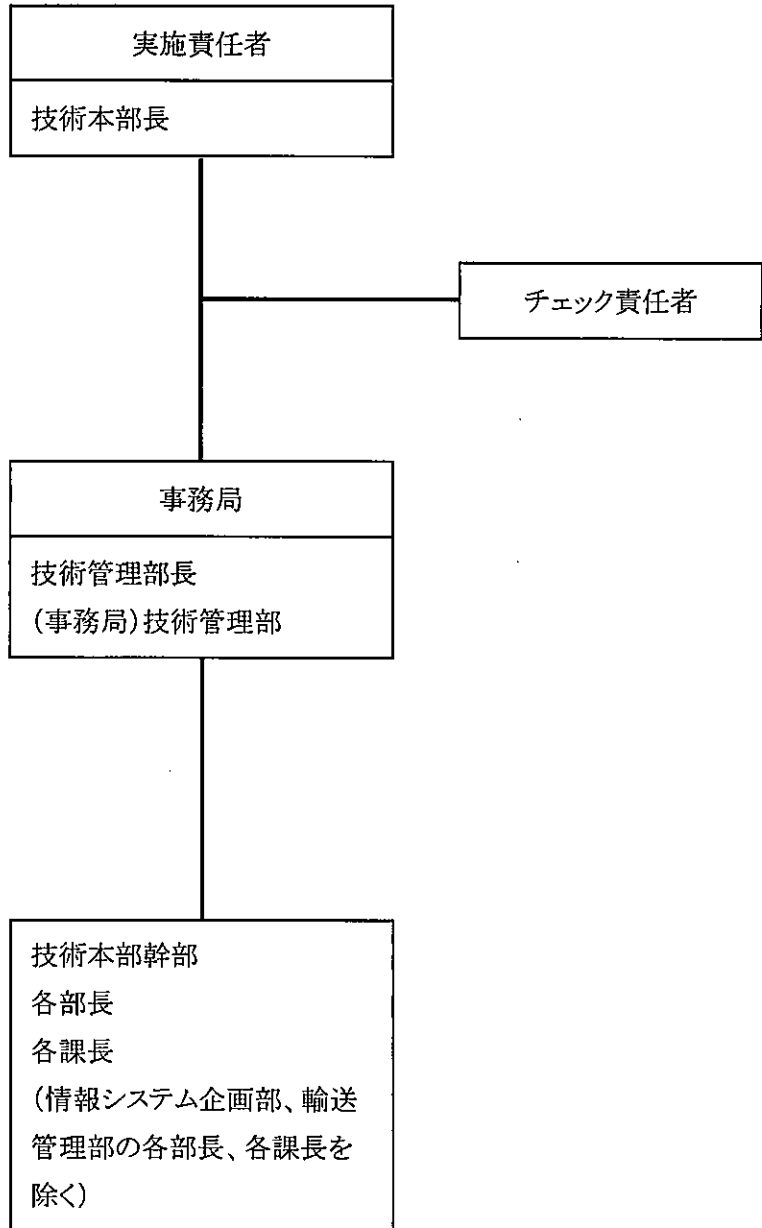 実施責任者
技術本部長
チェック責任者
事務局
技術管理部長
(事務局)技術管理部
技術本部幹部
各部長
各課長
(情報システム企画部、輸送
管理部の各部長、各課長を
除く)